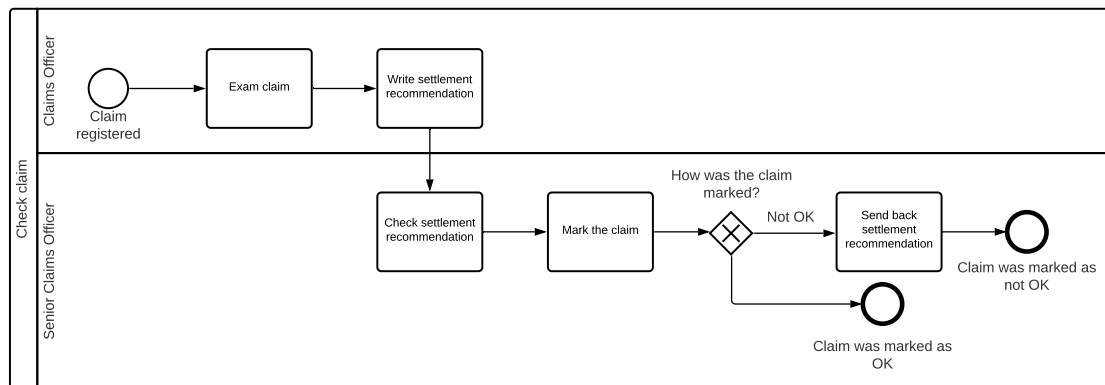 Check claim
Claims Officer
Claim
registered
Exam claim
Write settlement
recommendation
Senior Claims Officer
Check settlement
recommendation
Mark the claim
How was the claim
marked?
Not OK
Send back
settlement
recommendation
Claim was marked as
not OK
Claim was marked as
OK